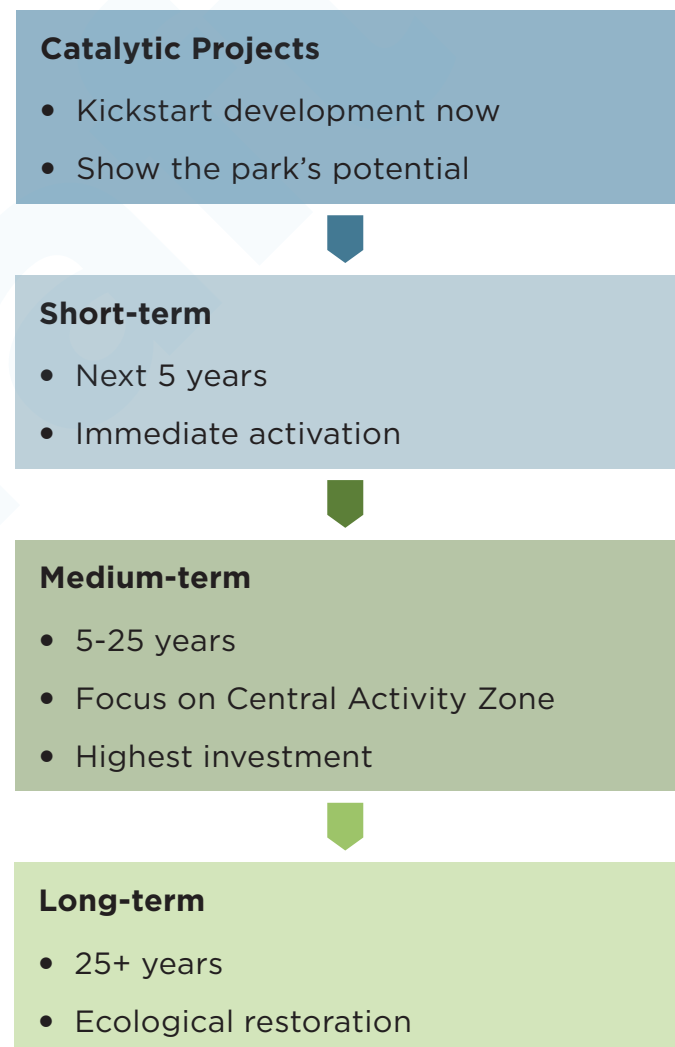 Catalytic Projects
• Kickstart development now
• Show the park’s potential
Short-term
• Next 5 years
• Immediate activation
Medium-term
• 5-25 years
• Focus on Central Activity Zone
• Highest investment
Long-term
• 25+ years
• Ecological restoration